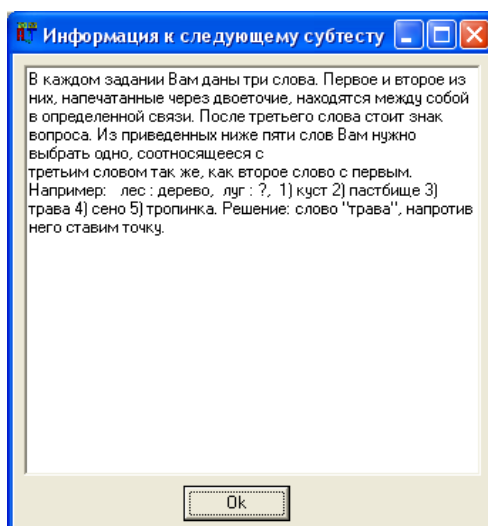 Информация к следующему субтесту
В каждом задании Вам даны три слова. Первое и второе из
них, напечатанные через двоеточие, находятся между собой
в определенной связи. После третьего слова стоит знак
вопроса. Из приведенных ниже пяти слов Вам нужно
выбрать одно, соотносящееся с
третьим словом так же, как второе слово с первым.
Например: лес : дерево, луг : ?, 1) куст 2) пастбище 3)
трава 4) сено 5) тропинка. Решение: слово "трава", напротив
него ставим точку.
Ok